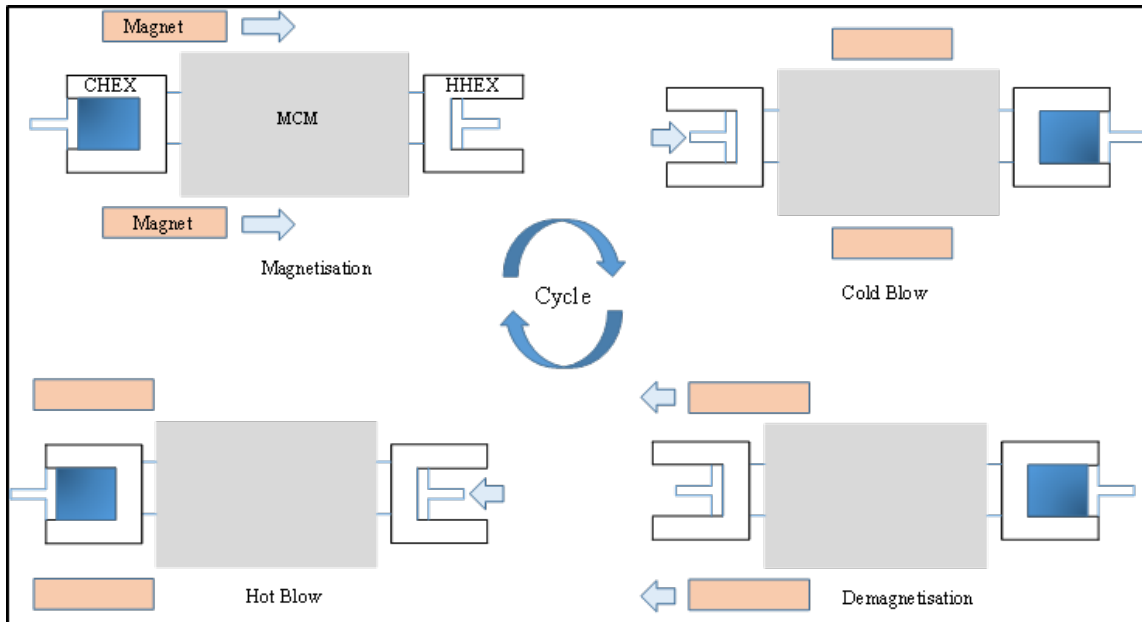 Magnet
CHEX
HHEX
MCM
Magnet
Magnetisation
Cold Blow
Cycle
Hot Blow
Demagnetisation